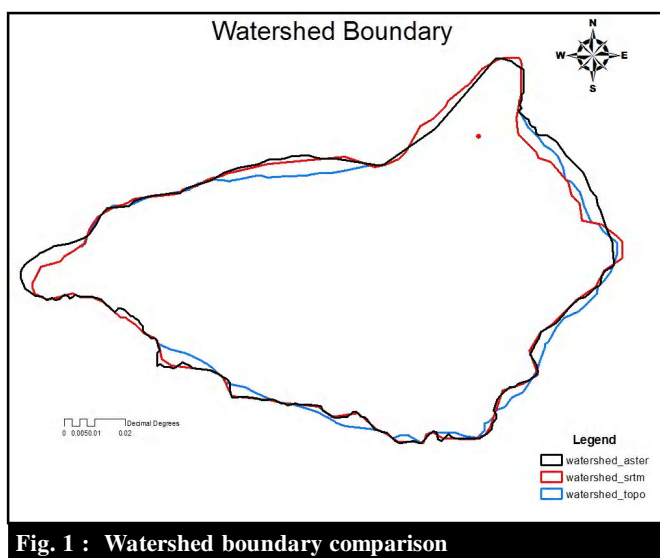 Watershed Boundary
N
W E
S
Decimal Degrees
0 0.0050.01 0.02
Legend
watershed_aster
watershed_srtm
watershed_topo
Fig. 1 : Watershed boundary comparison